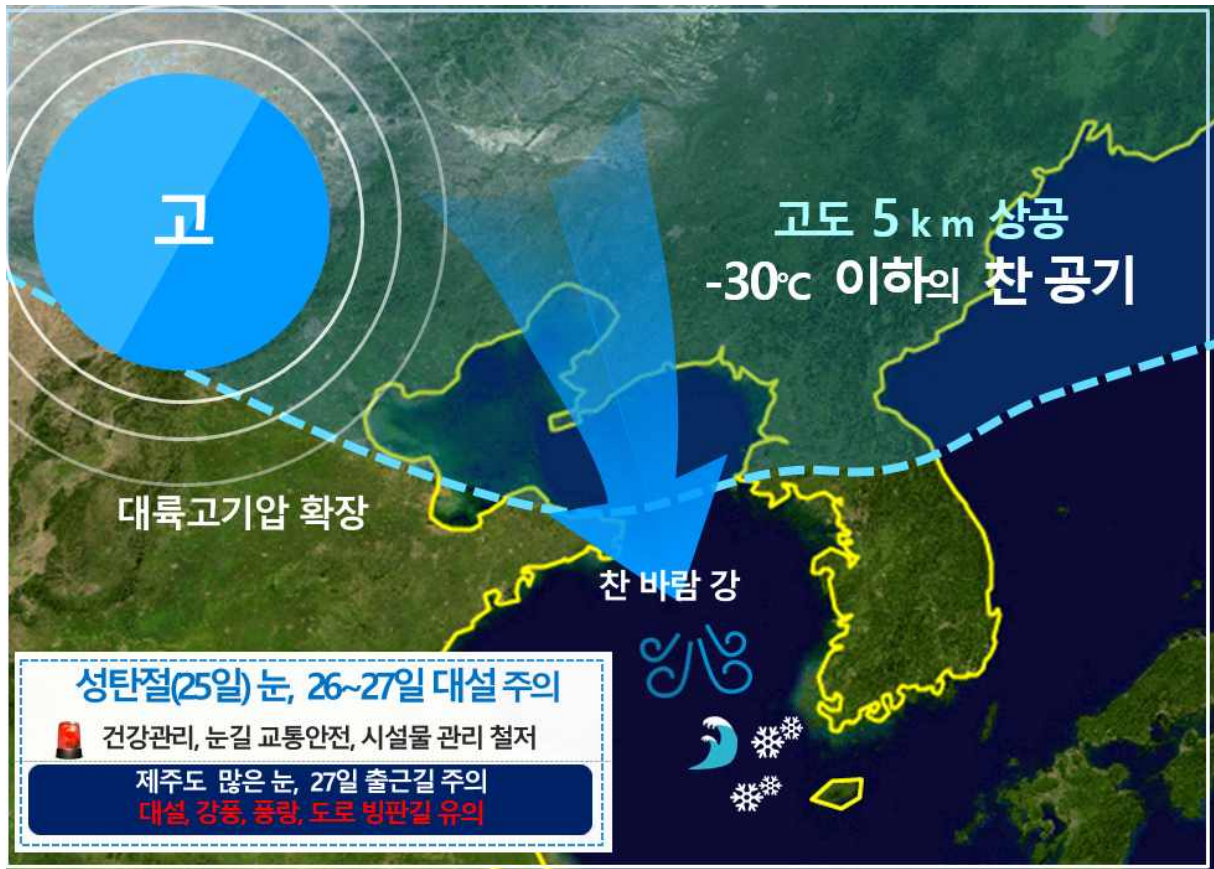 고
고도 5km 상공
-30℃ 이하의 찬 공기
대륙고기압 확장
찬 바람 강
성탄절(25일) 눈, 26~27일 대설 주의
건강관리, 눈길 교통안전, 시설물 관리 철저
제주도 많은 눈, 27일 출근길 주의
대설, 강풍, 풍랑, 도로 빙판길 유의